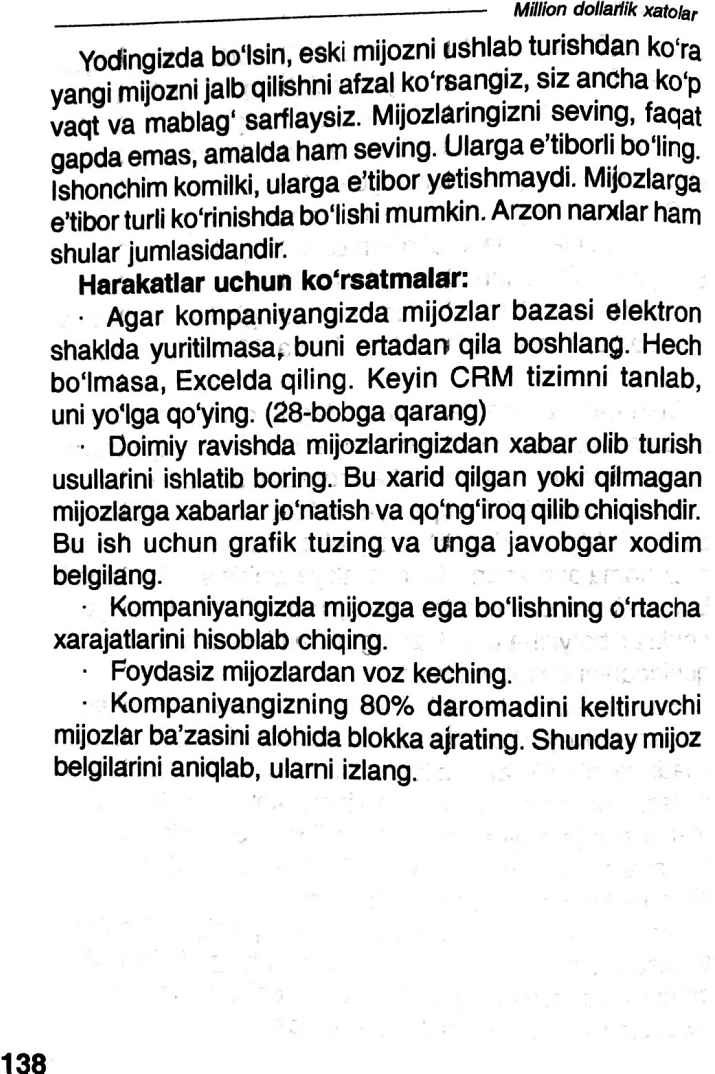 Million dollarlik xatolar
Yodingizda bo‘lsin, eski mijozni ushlab turishdan ko‘ra
yangi mijozni jalb qilishni afzal ko‘rsangiz, siz ancha ko‘p
vaqt va mablag‘ sarflaysiz. Mijozlaringizni seving, faqat
gapda emas, amalda ham seving. Ularga e’tiborli bo‘ling.
Ishonchim komilki, ularga e’tibor yetishmaydi. Mijozlarga
e’tibor turli ko‘rinishda bo‘lishi mumkin. Arzon narxlar ham
shular jumlasidandir.
Harakatlar uchun ko‘rsatmalar:
· Agar kompaniyangizda mijozlar bazasi elektron
shaklda yuritilmasa, buni ertadan qila boshlang. Hech
bo‘lmasa, Excelda qiling. Keyin CRM tizimni tanlab,
uni yo‘lga qo‘ying. (28-bobga qarang)
· Doimiy ravishda mijozlaringizdan xabar olib turish
usullarini ishlatib boring. Bu xarid qilgan yoki qilmagan
mijozlarga xabarlar jo‘natish va qo‘ng‘iroq qilib chiqishdir.
Bu ish uchun grafik tuzing va unga javobgar xodim
belgilang.
· Kompaniyangizda mijozga ega bo‘lishning o‘rtacha
xarajatlarini hisoblab chiqing.
· Foydasiz mijozlardan voz keching.
· Kompaniyangizning 80% daromadini keltiruvchi
mijozlar ba’zasini alohida blokka ajrating. Shunday mijoz
belgilarini aniqlab, ularni izlang.
138